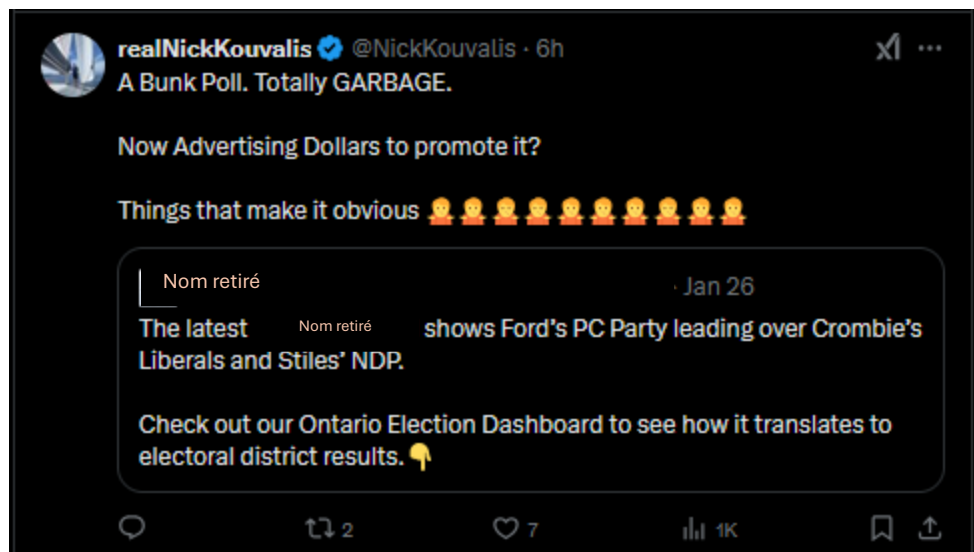 realNickKouvalis @NickKouvalis · 6h
A Bunk Poll. Totally GARBAGE.
Now Advertising Dollars to promote it?
Things that make it obvious 🤷🤷🤷🤷🤷🤷🤷🤷🤷🤷
Nom retiré · Jan 26
The latest Nom retiré shows Ford's PC Party leading over Crombie's
Liberals and Stiles' NDP.
Check out our Ontario Election Dashboard to see how it translates to
electoral district results.👇
2 7 1K